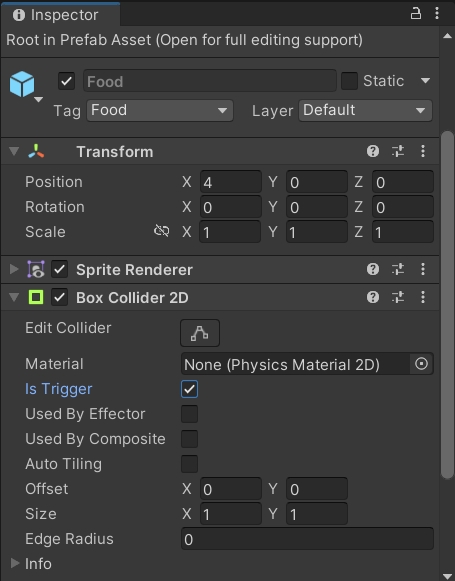 Inspector
Root in Prefab Asset (Open for full editing support)
Food Static
Tag Food Layer Default
Transform
Position X 4 Y 0 Z 0
Rotation X 0 Y 0 Z 0
Scale X 1 Y 1 Z 1
Sprite Renderer
Box Collider 2D
Edit Collider
Material None (Physics Material 2D)
Is Trigger
Used By Effector
Used By Composite
Auto Tiling
Offset X 0 Y 0
Size X 1 Y 1
Edge Radius 0
Info